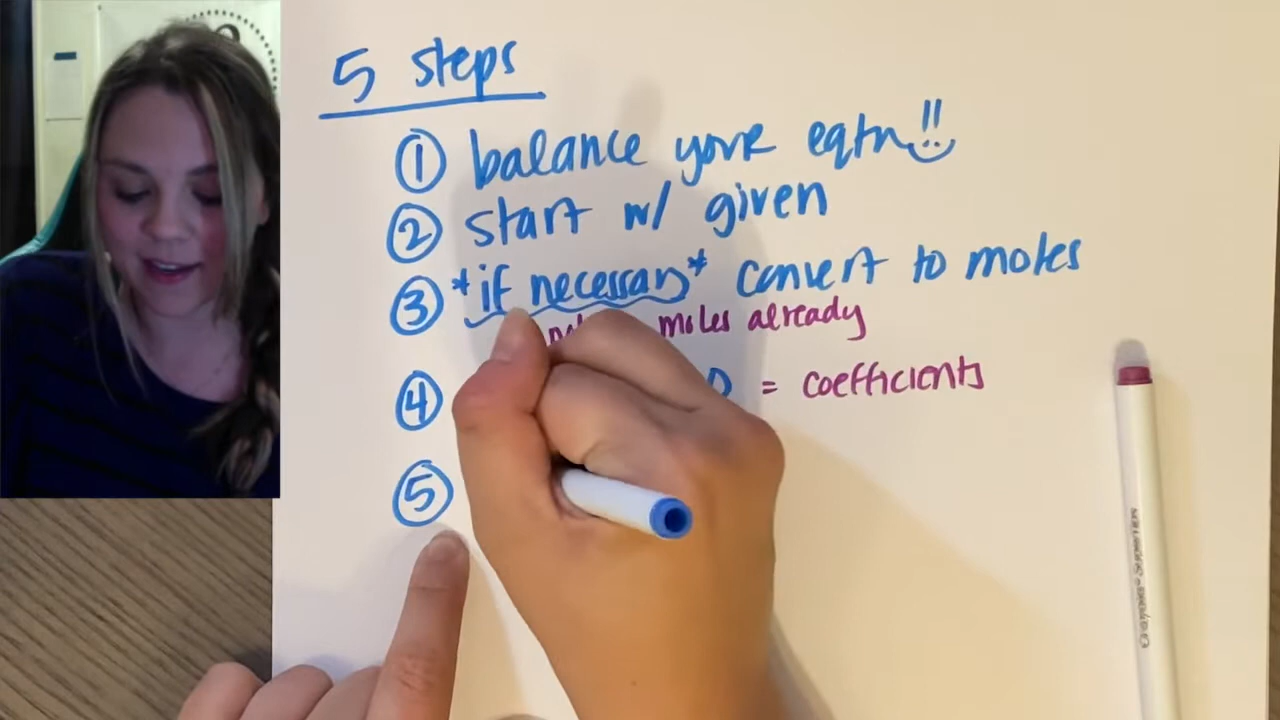 5 steps
① balance your eqtn!!
② start w/ given
③ *if necessary* convert to moles
moles already
④ = coefficients
⑤